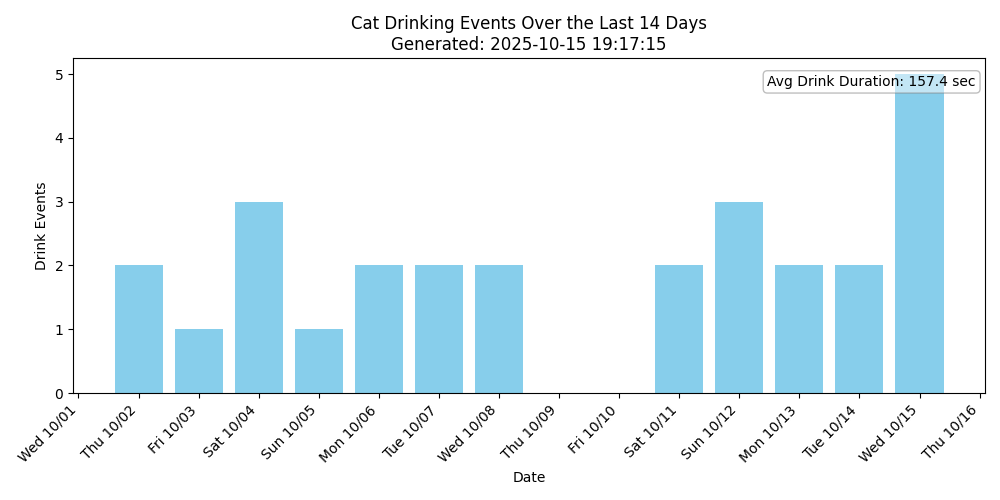 Cat Drinking Events Over the Last 14 Days
Generated: 2025-10-15 19:17:15
Avg Drink Duration: 157.4 sec
Drink Events
5
4
3
2
1
0
Wed 10/01
Thu 10/02
Fri 10/03
Sat 10/04
Sun 10/05
Mon 10/06
Tue 10/07
Wed 10/08
Thu 10/09
Fri 10/10
Sat 10/11
Sun 10/12
Mon 10/13
Tue 10/14
Wed 10/15
Thu 10/16
Date